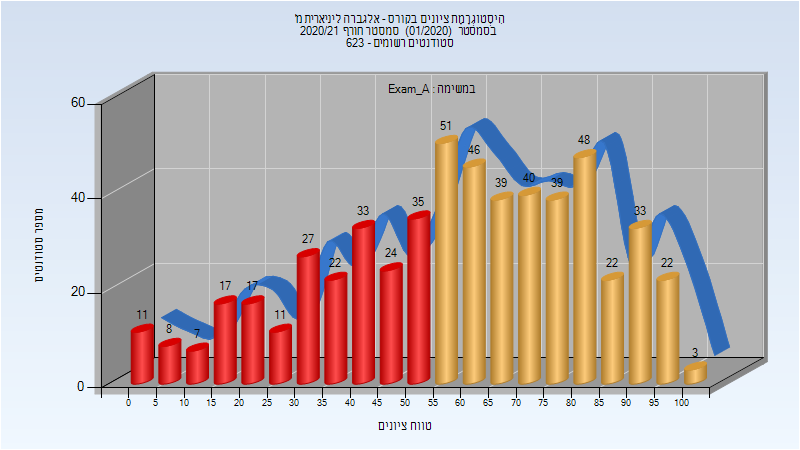 היסטוגרמת ציונים בקורס - אלגברה ליניארית מ'
בסמסטר (01/2020) סמסטר חורף 2020/21
סטודנטים רשומים - 623
במשימה : Exam_A
מספר סטודנטים
60
40
20
0
11 8 7 17 17 11 27 22 33 24 35 51 46 39 40 39 48 22 33 22 3
0 5 10 15 20 25 30 35 40 45 50 55 60 65 70 75 80 85 90 95 100
טווח ציונים